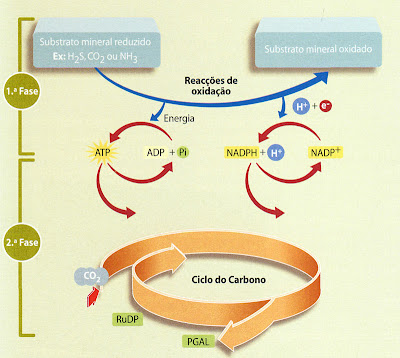 Substrato mineral reduzido
Ex: H₂S, CO₂ ou NH₃
Substrato mineral oxidado
Reacções de
oxidação
1.ª Fase
H⁺ + e⁻
Energia
ATP
ADP + Pi
NADPH + H⁺
NADP⁺
2.ª Fase
CO₂
Ciclo do Carbono
RuDP
PGAL